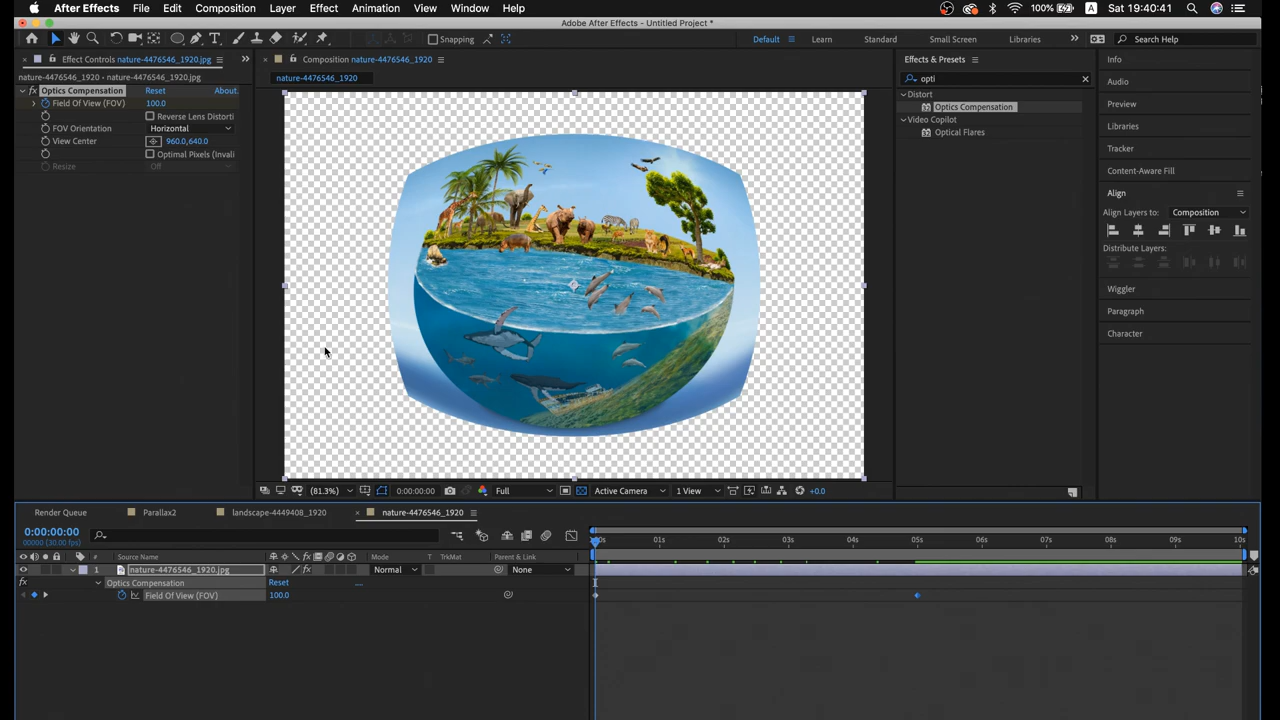 After Effects File Edit Composition Layer Effect Animation View Window Help 100% A Sat 19:40:41
Adobe After Effects - Untitled Project *
Snapping Default Learn Standard Small Screen Libraries Search Help
Effect Controls nature-4476546_1920.jpg
Composition nature-4476546_1920
Effects & Presets
Info
nature-4476546_1920 • nature-4476546_1920.jpg
nature-4476546_1920
opti
Audio
fx Optics Compensation Reset About.
Distort
Field Of View (FOV) 100.0
Optics Compensation
Preview
Reverse Lens Distorti
Video Copilot
Libraries
FOV Orientation Horizontal
Optical Flares
View Center 960.0,640.0
Tracker
Optimal Pixels (Invali
Resize Off
Content-Aware Fill
Align
Align Layers to: Composition
Distribute Layers:
Wiggler
Paragraph
Character
(81.3%) 0:00:00:00 Full Active Camera 1 View +0.0
Render Queue Parallax2 landscape-4449408_1920 nature-4476546_1920
0:00:00:00
00000 (30.00 fps)
01s 02s 03s 04s 05s 06s 07s 08s 09s 10s
# Source Name Mode T TrkMat Parent & Link
1 nature-4476546_1920.jpg fx Normal None
fx Optics Compensation Reset
Field Of View (FOV) 100.0